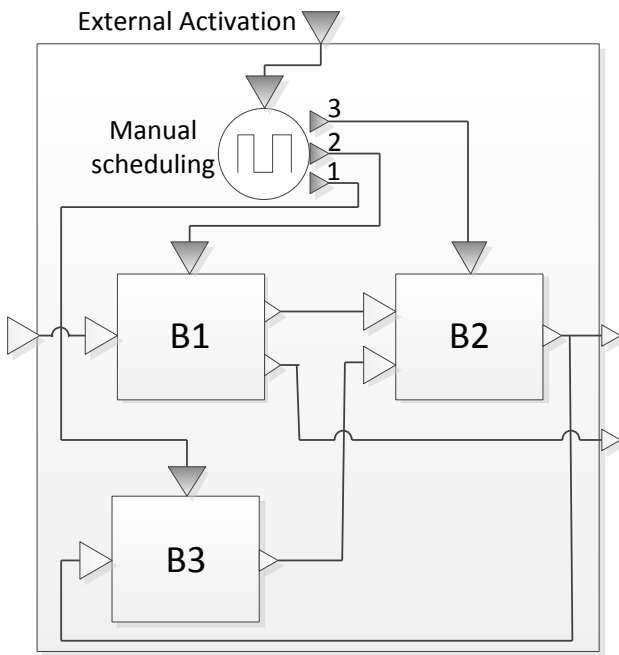 External Activation
Manual
scheduling
3
2
1
B1
B2
B3